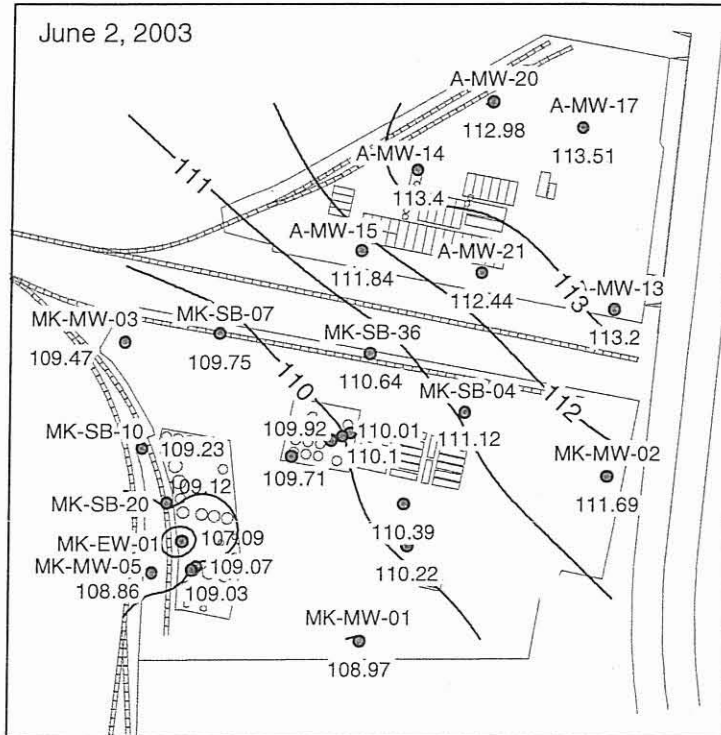 June 2, 2003
A-MW-20
112.98
A-MW-17
113.51
A-MW-14
113.4
111
A-MW-15
111.84
A-MW-21
112.44
113
A-MW-13
113.2
MK-MW-03
109.47
MK-SB-07
109.75
MK-SB-36
110.64
110
112
MK-SB-04
111.12
MK-SB-10
109.23
109.92
110.01
110.1
109.71
MK-MW-02
111.69
109.12
MK-SB-20
110.39
MK-EW-01
107.09
110.22
MK-MW-05
108.86
109.07
109.03
MK-MW-01
108.97